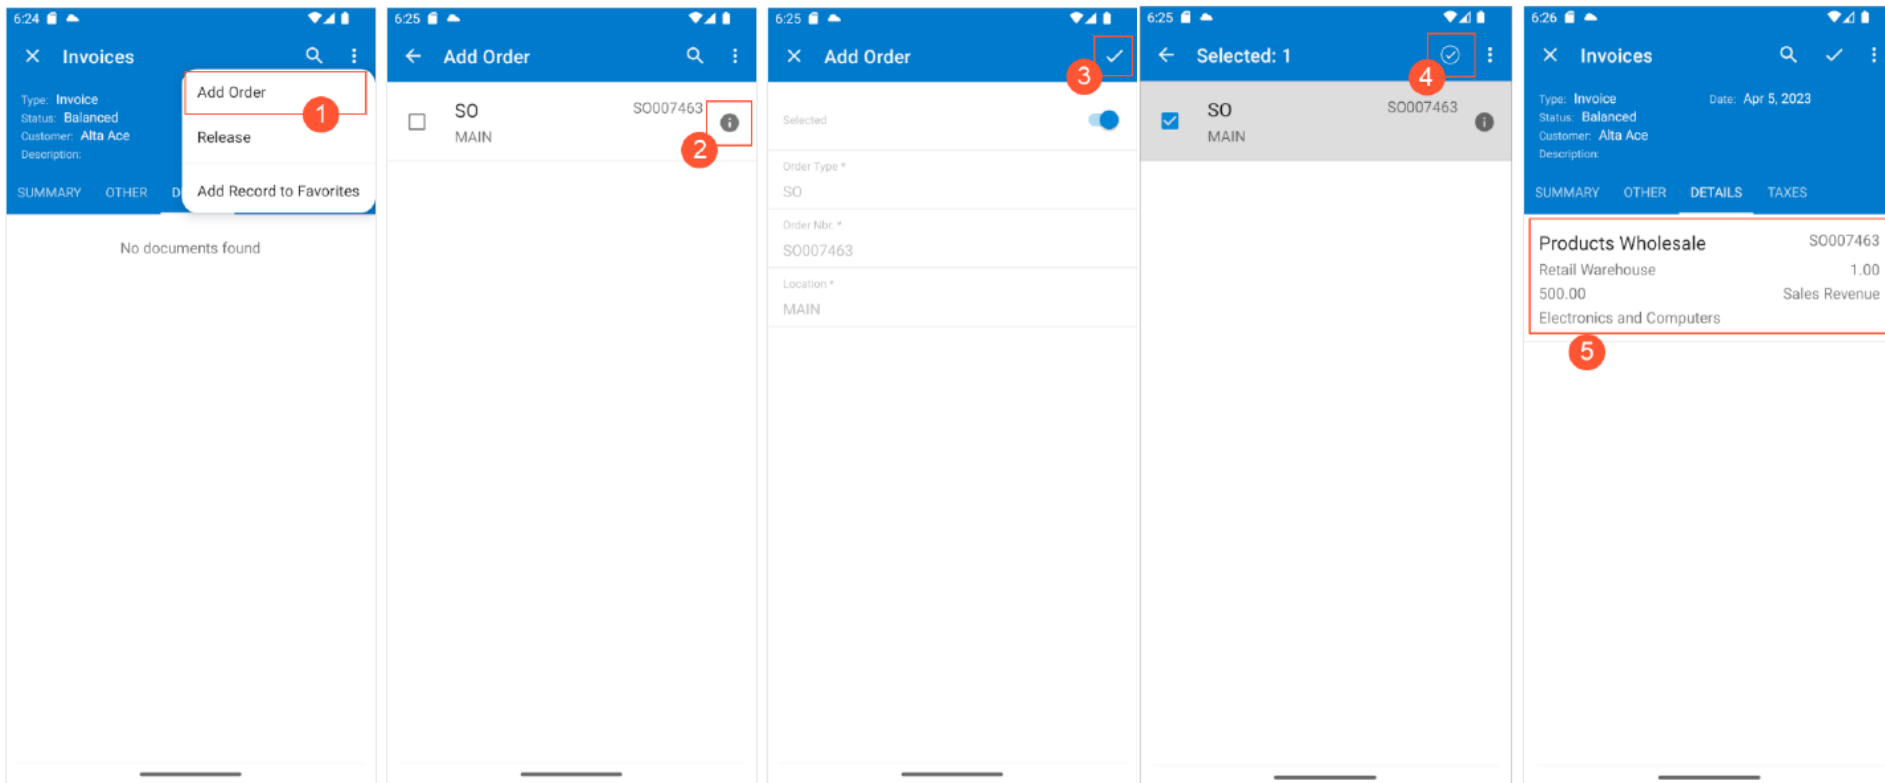 6:24
Invoices
Add Order
1
Type: Invoice
Status: Balanced
Customer: Alta Ace
Description:
Release
SUMMARY OTHER D
Add Record to Favorites
No documents found
6:25
Add Order
SO SO007463
MAIN
2
6:25
Add Order
3
Selected
Order Type *
SO
Order Nbr. *
SO007463
Location *
MAIN
6:25
Selected: 1
4
SO SO007463
MAIN
6:26
Invoices
Type: Invoice Date: Apr 5, 2023
Status: Balanced
Customer: Alta Ace
Description:
SUMMARY OTHER DETAILS TAXES
Products Wholesale SO007463
Retail Warehouse 1.00
500.00 Sales Revenue
Electronics and Computers
5